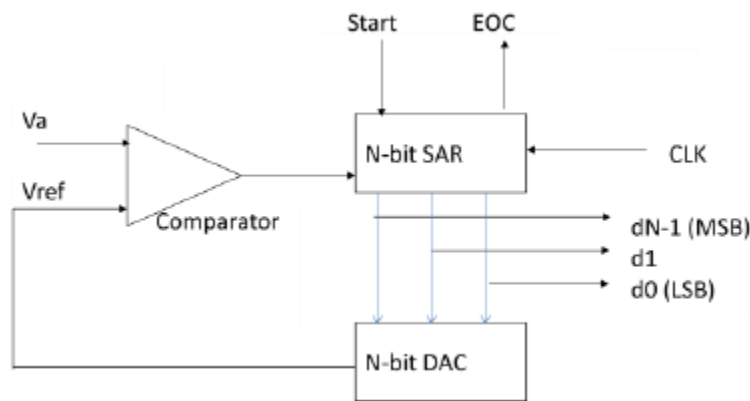 Start
EOC
Va
N-bit SAR
CLK
Vref
Comparator
dN-1 (MSB)
d1
d0 (LSB)
N-bit DAC